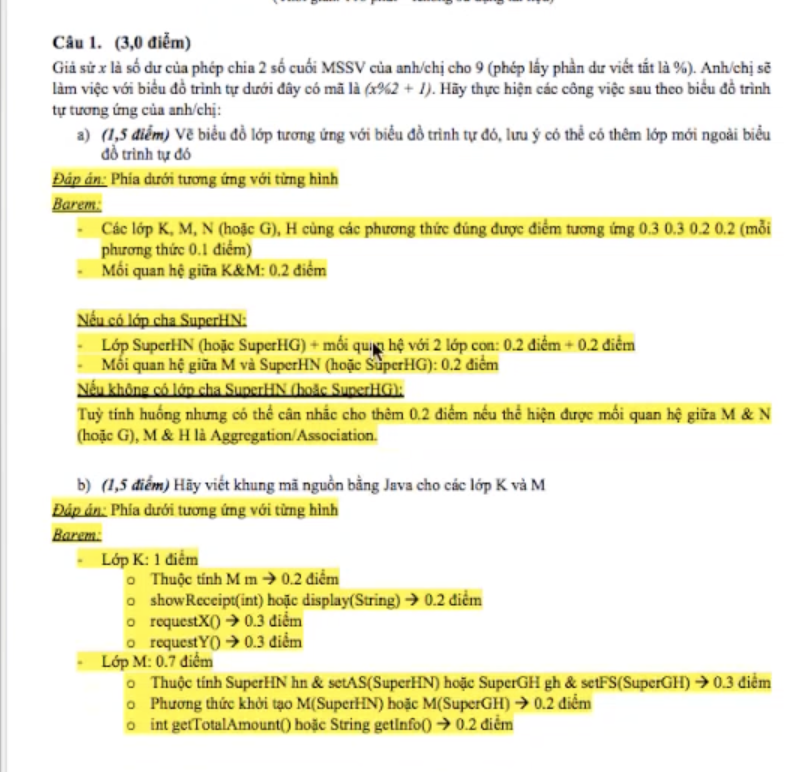 Câu 1. (3,0 điểm)
Giả sử x là số dư của phép chia 2 số cuối MSSV của anh/chị cho 9 (phép lấy phần dư viết tắt là %). Anh/chị sẽ
làm việc với biểu đồ trình tự dưới đây có mã là (x%2 + 1). Hãy thực hiện các công việc sau theo biểu đồ trình
tự tương ứng của anh/chị:
a) (1,5 điểm) Vẽ biểu đồ lớp tương ứng với biểu đồ trình tự đó, lưu ý có thể có thêm lớp mới ngoài biểu
đồ trình tự đó
Đáp án: Phía dưới tương ứng với từng hình
Barem:
- Các lớp K, M, N (hoặc G), H cùng các phương thức đúng được điểm tương ứng 0.3 0.3 0.2 0.2 (mỗi
phương thức 0.1 điểm)
- Mối quan hệ giữa K&M: 0.2 điểm
Nếu có lớp cha SuperHN:
- Lớp SuperHN (hoặc SuperHG) + mối quan hệ với 2 lớp con: 0.2 điểm + 0.2 điểm
- Mối quan hệ giữa M và SuperHN (hoặc SuperHG): 0.2 điểm
Nếu không có lớp cha SuperHN (hoặc SuperHG):
Tuỳ tình huống nhưng có thể cân nhắc cho thêm 0.2 điểm nếu thể hiện được mối quan hệ giữa M & N
(hoặc G), M & H là Aggregation/Association.
b) (1,5 điểm) Hãy viết khung mã nguồn bằng Java cho các lớp K và M
Đáp án: Phía dưới tương ứng với từng hình
Barem:
- Lớp K: 1 điểm
o Thuộc tính M m → 0.2 điểm
o showReceipt(int) hoặc display(String) → 0.2 điểm
o requestX() → 0.3 điểm
o requestY() → 0.3 điểm
- Lớp M: 0.7 điểm
o Thuộc tính SuperHN hn & setAS(SuperHN) hoặc SuperGH gh & setFS(SuperGH) → 0.3 điểm
o Phương thức khởi tạo M(SuperHN) hoặc M(SuperGH) → 0.2 điểm
o int getTotalAmount() hoặc String getInfo() → 0.2 điểm